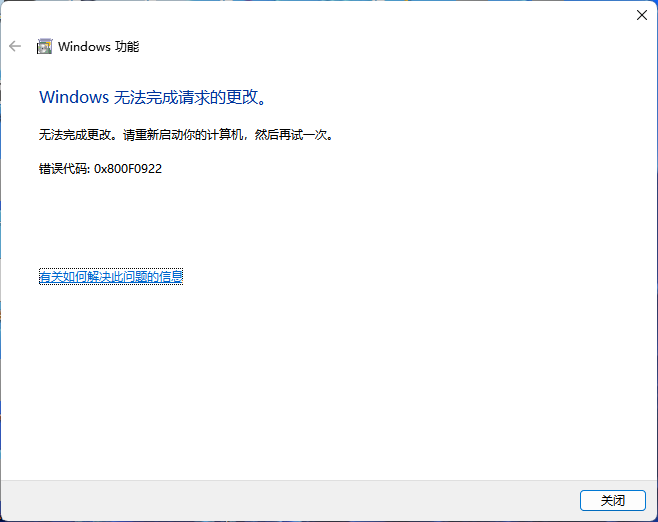 Windows 功能
Windows 无法完成请求的更改。
无法完成更改。请重新启动你的计算机，然后再试一次。
错误代码: 0x800F0922
有关如何解决此问题的信息
关闭